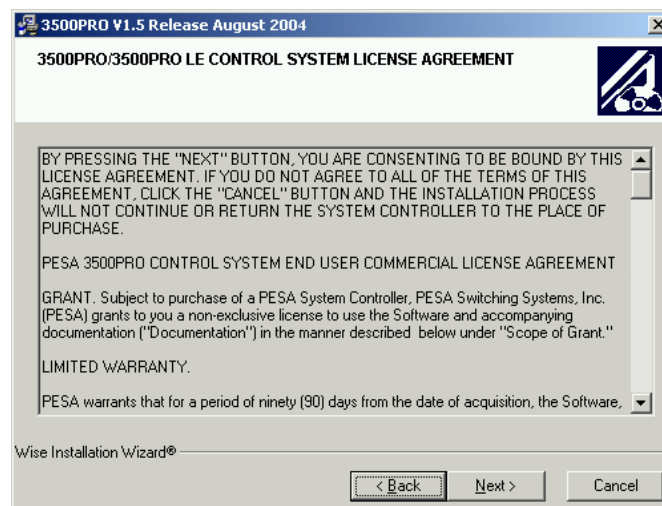 3500PRO V1.5 Release August 2004
3500PRO/3500PRO LE CONTROL SYSTEM LICENSE AGREEMENT
BY PRESSING THE "NEXT" BUTTON, YOU ARE CONSENTING TO BE BOUND BY THIS
LICENSE AGREEMENT. IF YOU DO NOT AGREE TO ALL OF THE TERMS OF THIS
AGREEMENT, CLICK THE "CANCEL" BUTTON AND THE INSTALLATION PROCESS
WILL NOT CONTINUE OR RETURN THE SYSTEM CONTROLLER TO THE PLACE OF
PURCHASE.
PESA 3500PRO CONTROL SYSTEM END USER COMMERCIAL LICENSE AGREEMENT
GRANT. Subject to purchase of a PESA System Controller, PESA Switching Systems, Inc.
(PESA) grants to you a non-exclusive license to use the Software and accompanying
documentation ("Documentation") in the manner described  below under "Scope of Grant."
LIMITED WARRANTY.
PESA warrants that for a period of ninety (90) days from the date of acquisition, the Software,
Wise Installation Wizard®
< Back
Next >
Cancel